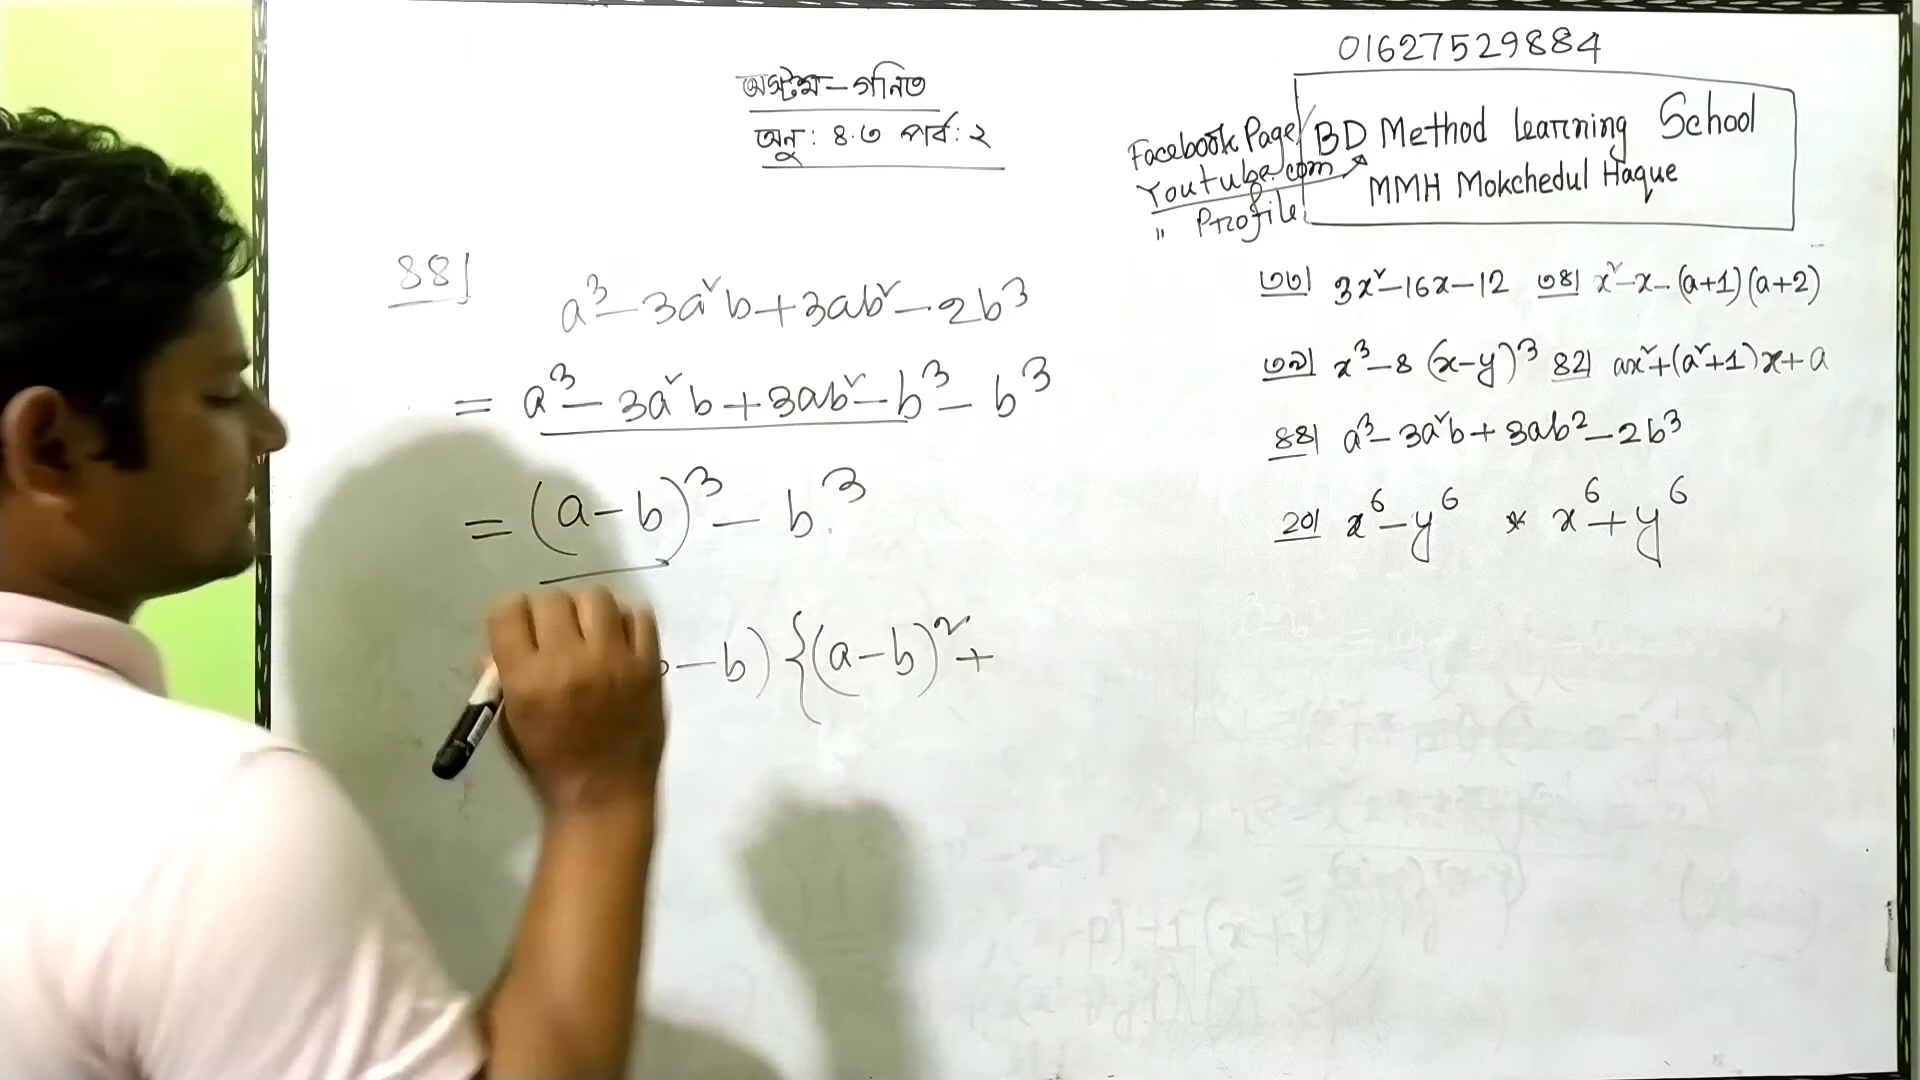 01627529884
অষ্টম – গনিত
অনু : ৪.৩ পার্ব : ২
Facebook Page/
Youtube.com
" Profile
BD Method Learning School
MMH Mokchedul Haque
৪৪| a³ – 3a²b + 3ab² – 2b³
= a³ – 3a²b + 3ab² – b³ – b³
= (a – b)³ – b³
– b) {(a – b)² +
৩৩| 3x² – 16x – 12 ৩৪| x² – x – (a+1)(a+2)
৩৯| x³ – 8 (x – y)³ ৪২| ax² + (a² + 1)x + a
৪৪| a³ – 3a²b + 3ab² – 2b³
20| x⁶ – y⁶ * x⁶ + y⁶